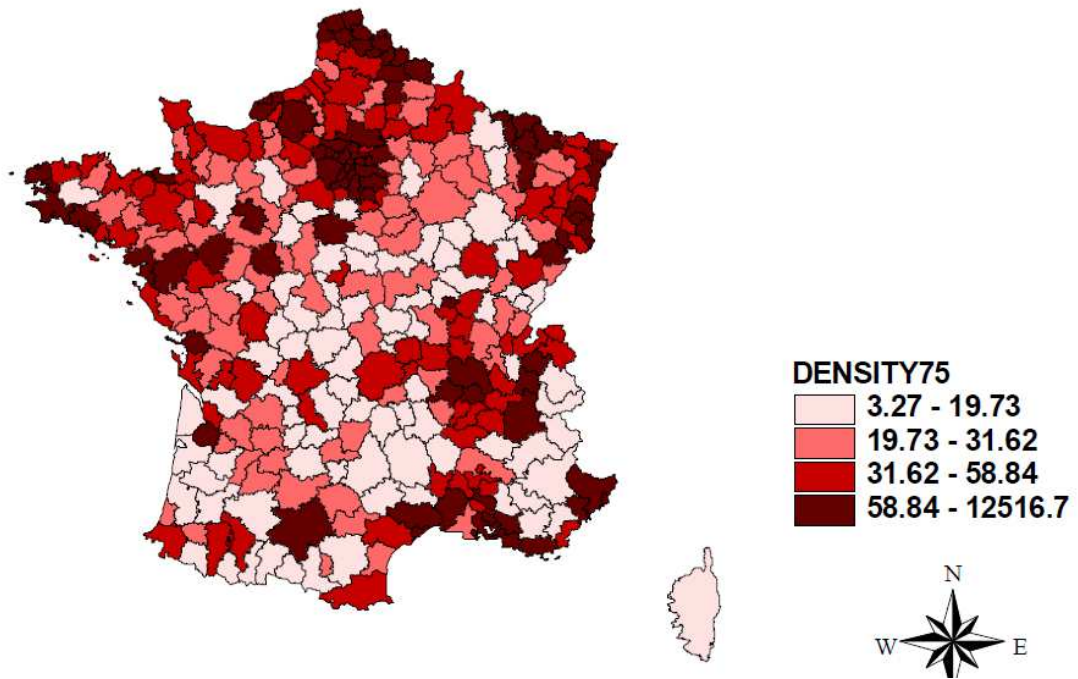 DENSITY75
3.27 - 19.73
19.73 - 31.62
31.62 - 58.84
58.84 - 12516.7
N
W E